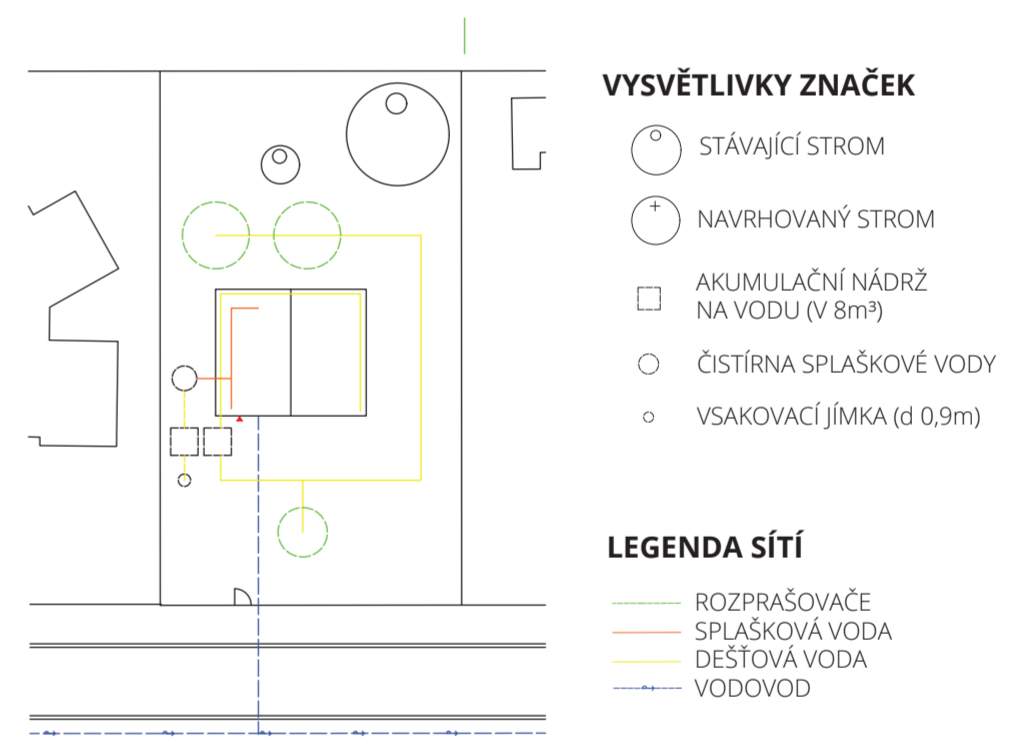 VYSVĚTLIVKY ZNAČEK
STÁVAJÍCÍ STROM
NAVRHOVANÝ STROM
AKUMULAČNÍ NÁDRŽ
NA VODU (V 8m³)
ČISTÍRNA SPLAŠKOVÉ VODY
VSAKOVACÍ JÍMKA (d 0,9m)
LEGENDA SÍTÍ
ROZPRAŠOVAČE
SPLAŠKOVÁ VODA
DEŠŤOVÁ VODA
VODOVOD